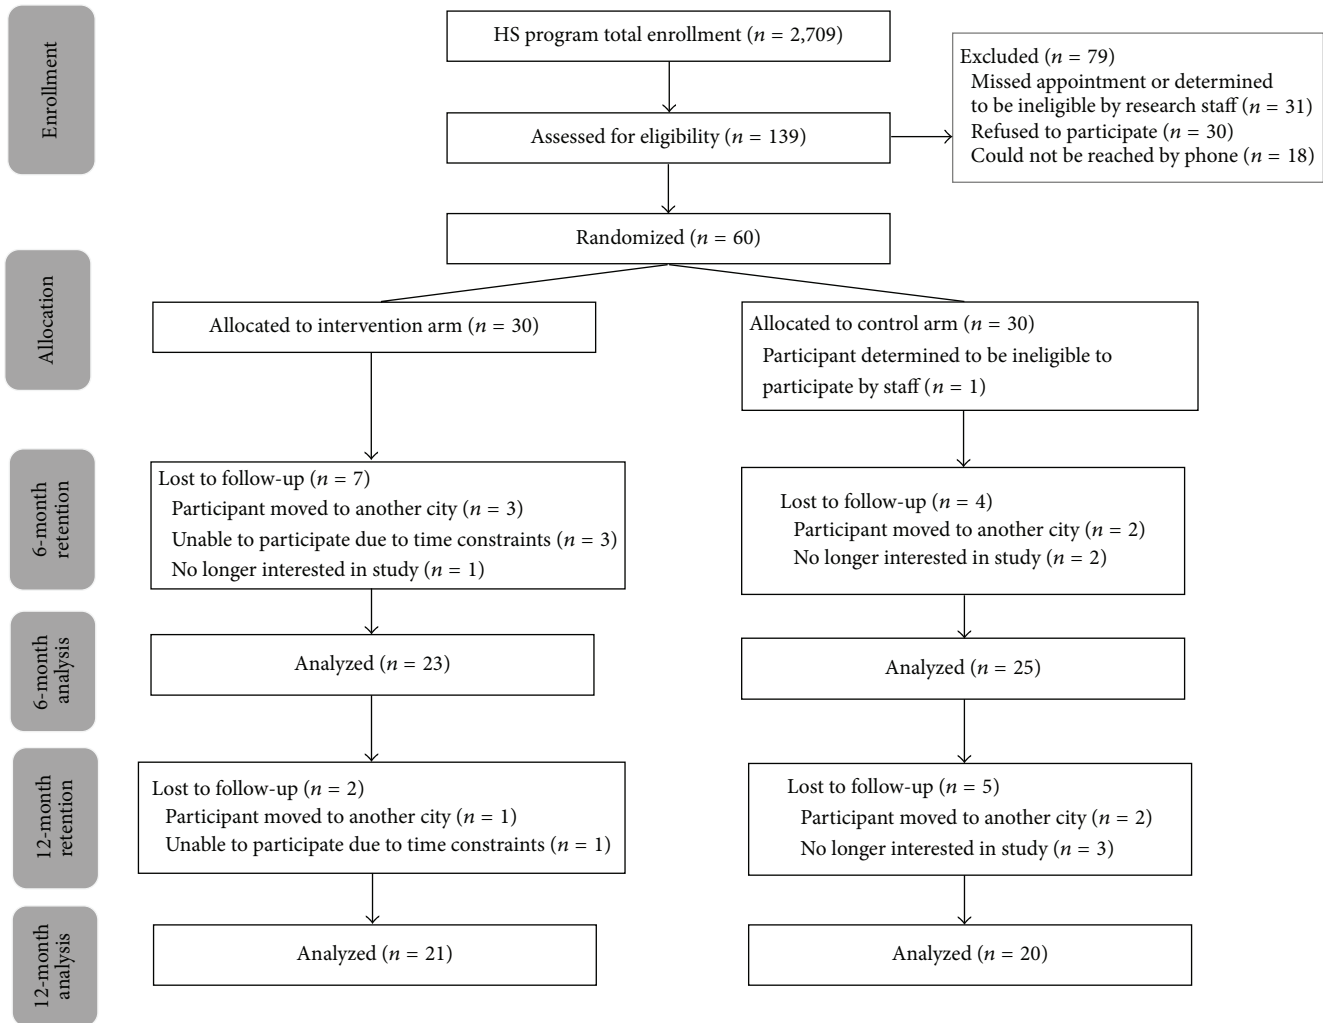 Enrollment
HS program total enrollment (n = 2,709)
Excluded (n = 79)
Missed appointment or determined
to be ineligible by research staff (n = 31)
Refused to participate (n = 30)
Could not be reached by phone (n = 18)
Assessed for eligibility (n = 139)
Randomized (n = 60)
Allocation
Allocated to intervention arm (n = 30)
Allocated to control arm (n = 30)
Participant determined to be ineligible to
participate by staff (n = 1)
6-month
retention
Lost to follow-up (n = 7)
Participant moved to another city (n = 3)
Unable to participate due to time constraints (n = 3)
No longer interested in study (n = 1)
Lost to follow-up (n = 4)
Participant moved to another city (n = 2)
No longer interested in study (n = 2)
6-month
analysis
Analyzed (n = 23)
Analyzed (n = 25)
12-month
retention
Lost to follow-up (n = 2)
Participant moved to another city (n = 1)
Unable to participate due to time constraints (n = 1)
Lost to follow-up (n = 5)
Participant moved to another city (n = 2)
No longer interested in study (n = 3)
12-month
analysis
Analyzed (n = 21)
Analyzed (n = 20)